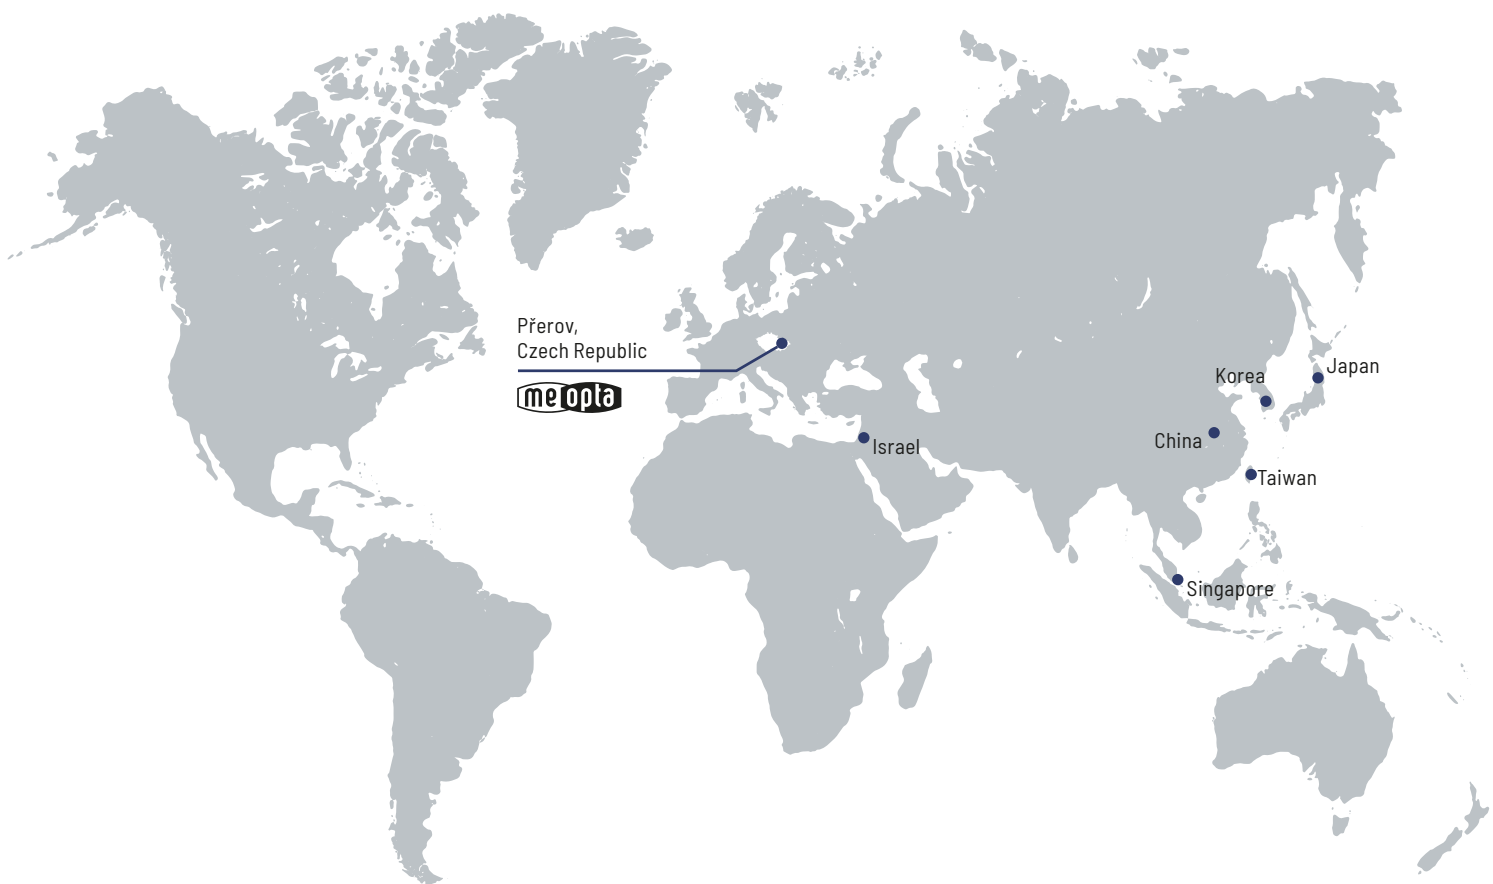 Přerov,
Czech Republic
meopta
Japan
Korea
China
Israel
Taiwan
Singapore